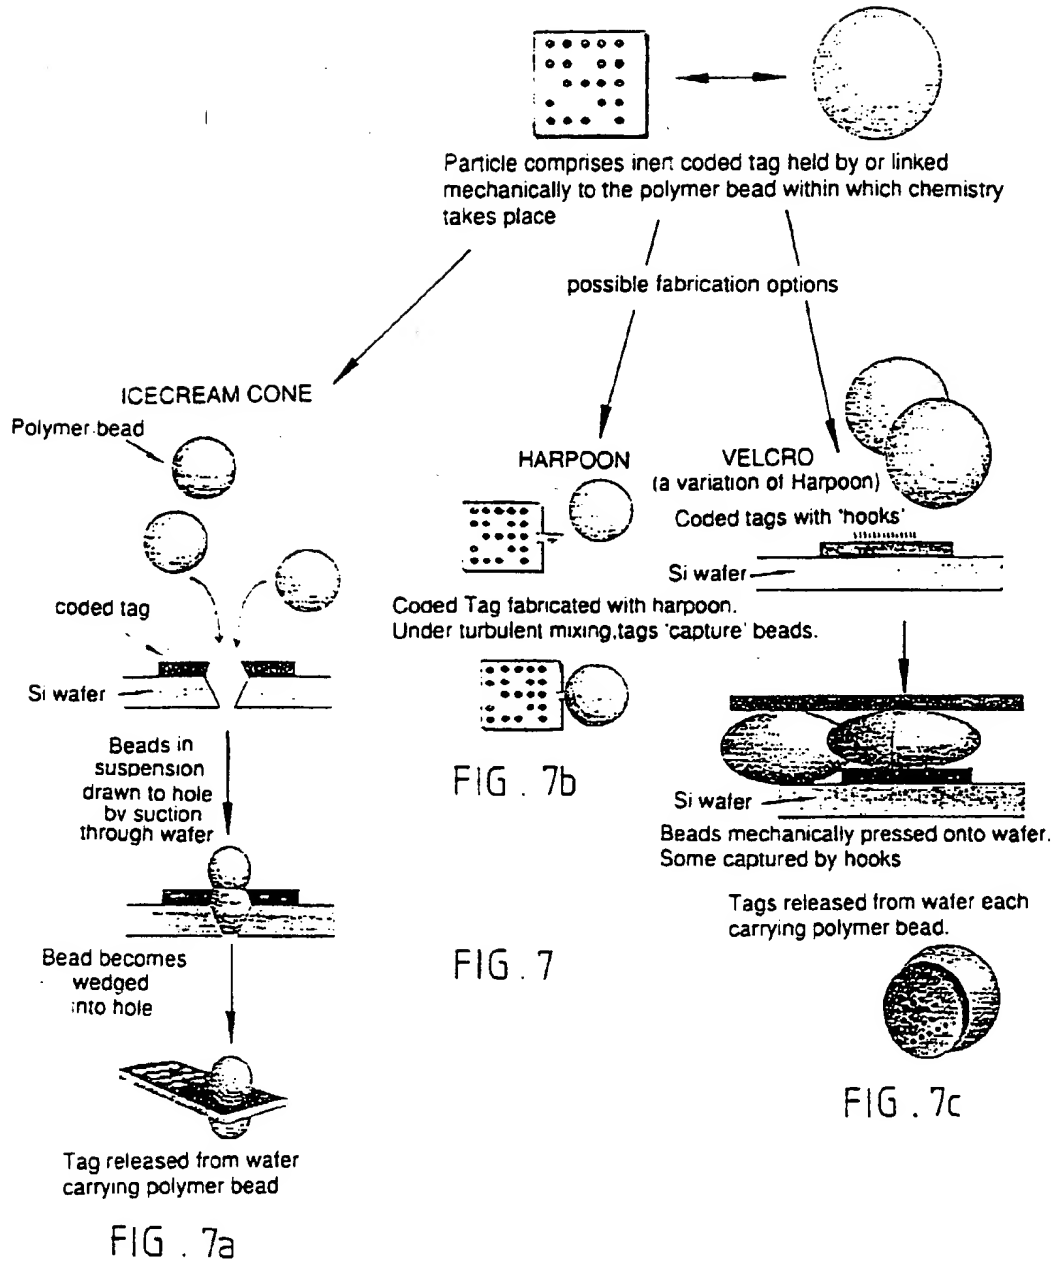 Particle comprises inert coded tag held by or linked
mechanically to the polymer bead within which chemistry
takes place
possible fabrication options
ICECREAM CONE
Polymer bead
coded tag
Si wafer
Beads in
suspension
drawn to hole
by suction
through wafer
Bead becomes
wedged
into hole
Tag released from wafer
carrying polymer bead
FIG . 7a
HARPOON
Coded Tag fabricated with harpoon.
Under turbulent mixing,tags 'capture' beads.
FIG . 7b
FIG . 7
VELCRO
(a variation of Harpoon)
Coded tags with 'hooks'
Si wafer
Si wafer
Beads mechanically pressed onto wafer.
Some captured by hooks
Tags released from wafer each
carrying polymer bead.
FIG . 7c